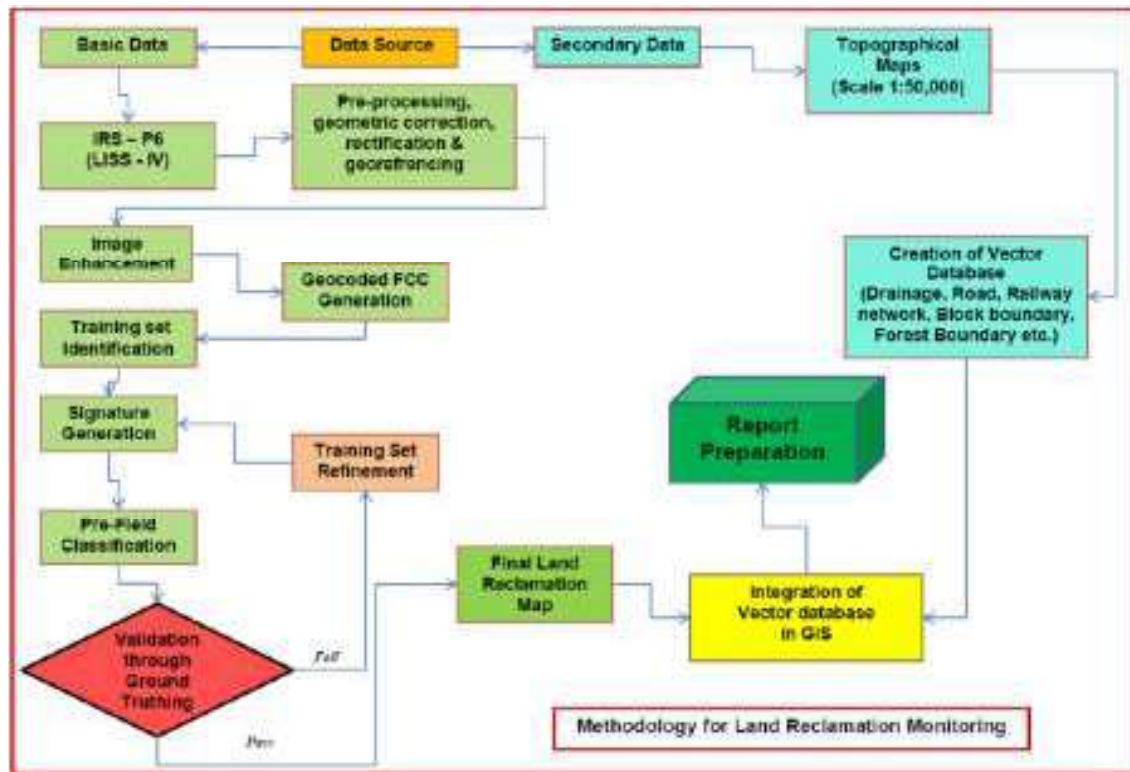 Basic Data
Data Source
Secondary Data
Topographical
Maps
(Scale 1:50,000)
IRS – P6
(LISS - IV)
Pre-processing,
geometric correction,
rectification &
georefrencing
Image
Enhancement
Geocoded FCC
Generation
Creation of Vector
Database
(Drainage, Road, Railway
network, Block boundary,
Forest Boundary etc.)
Training set
Identification
Signature
Generation
Training Set
Refinement
Report
Preparation
Pre-Field
Classification
Final Land
Reclamation
Map
Integration of
Vector database
in GIS
Validation
through
Ground
Truthing
Fail
Pass
Methodology for Land Reclamation Monitoring